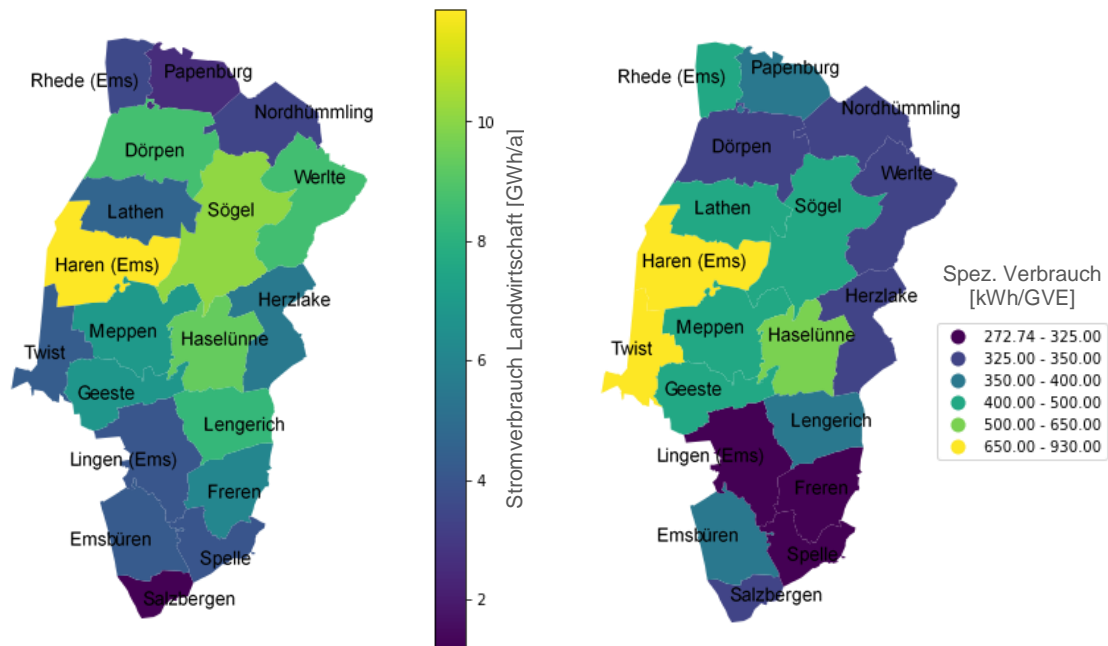 Rhede (Ems)
Papenburg
Nordhümmling
Dörpen
Werlte
Lathen
Sögel
Haren (Ems)
Herzlake
Meppen
Haselünne
Twist
Geeste
Lengerich
Lingen (Ems)
Freren
Emsbüren
Spelle
Salzbergen
10
8
6
4
2
Stromverbrauch Landwirtschaft [GWh/a]
Rhede (Ems)
Papenburg
Nordhümmling
Dörpen
Werlte
Lathen
Sögel
Haren (Ems)
Herzlake
Meppen
Haselünne
Twist
Geeste
Lengerich
Lingen (Ems)
Freren
Emsbüren
Spelle
Salzbergen
Spez. Verbrauch
[kWh/GVE]
272.74 - 325.00
325.00 - 350.00
350.00 - 400.00
400.00 - 500.00
500.00 - 650.00
650.00 - 930.00